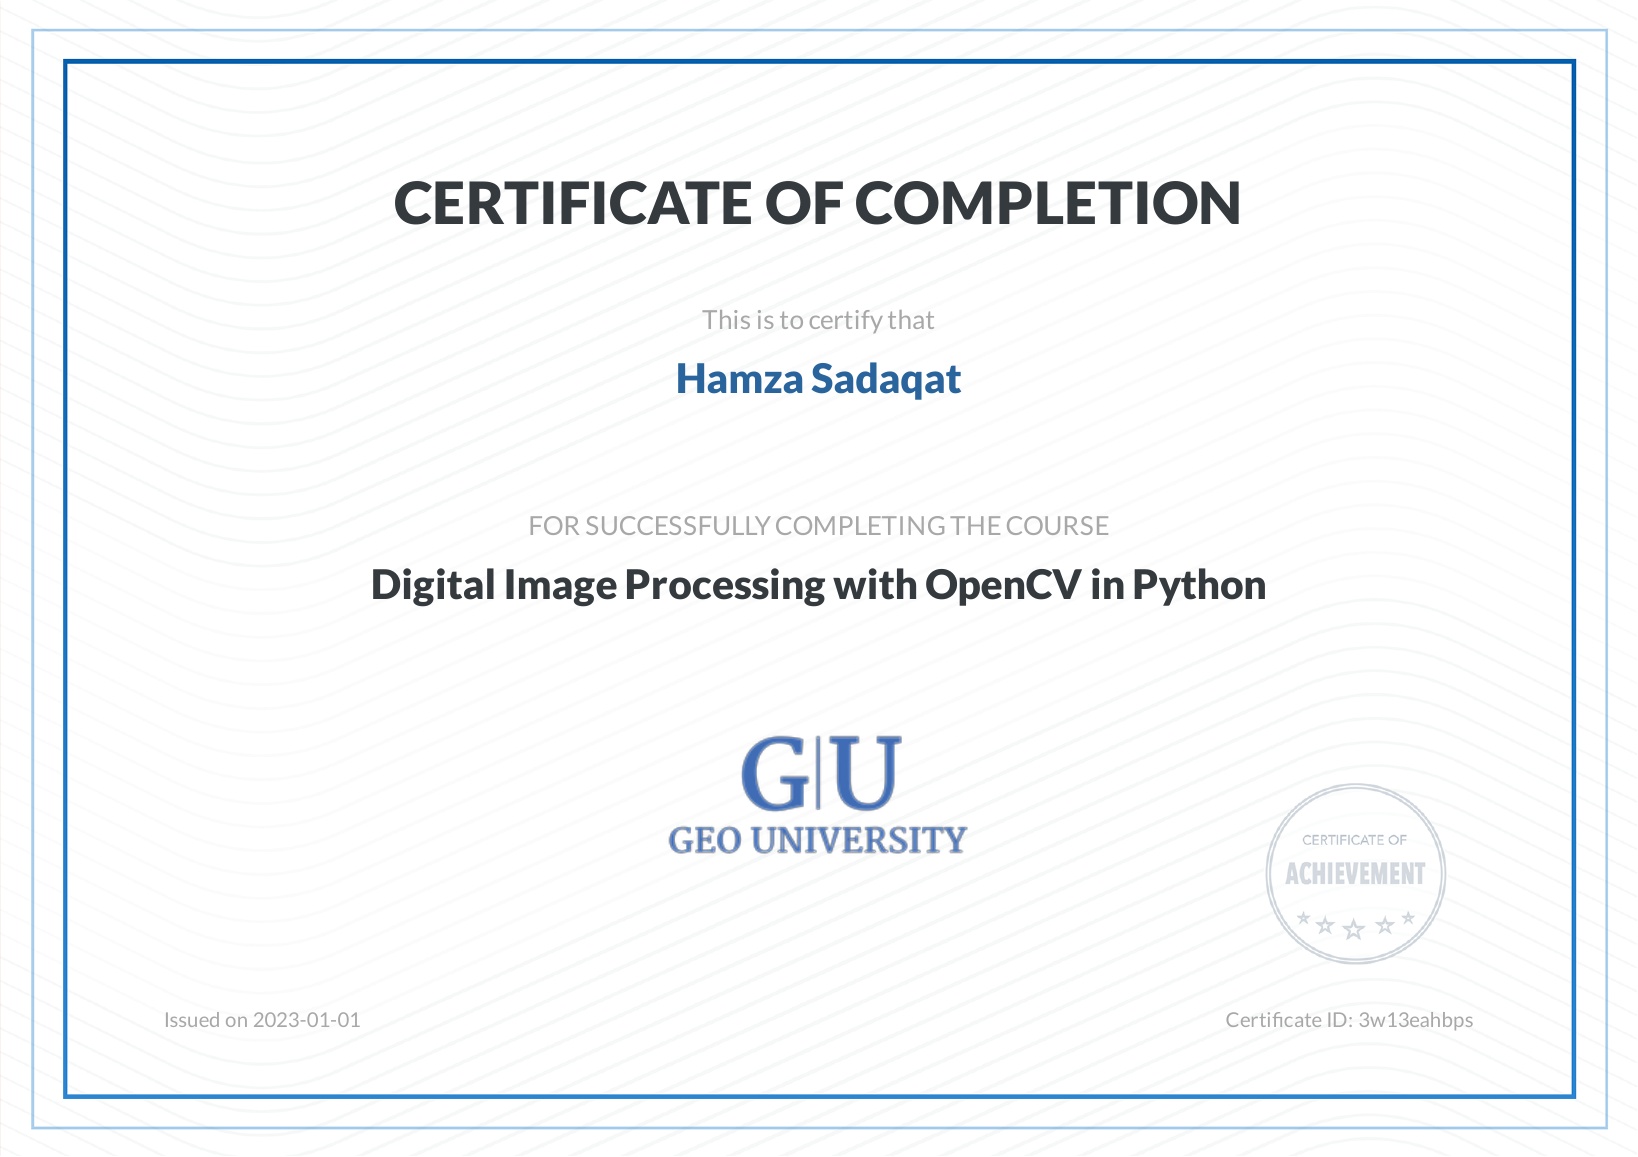 CERTIFICATE OF COMPLETION
This is to certify that
Hamza Sadaqat
FOR SUCCESSFULLY COMPLETING THE COURSE
Digital Image Processing with OpenCV in Python
G|U
GEO UNIVERSITY
CERTIFICATE OF
ACHIEVEMENT
Issued on 2023-01-01
Certificate ID: 3w13eahbps